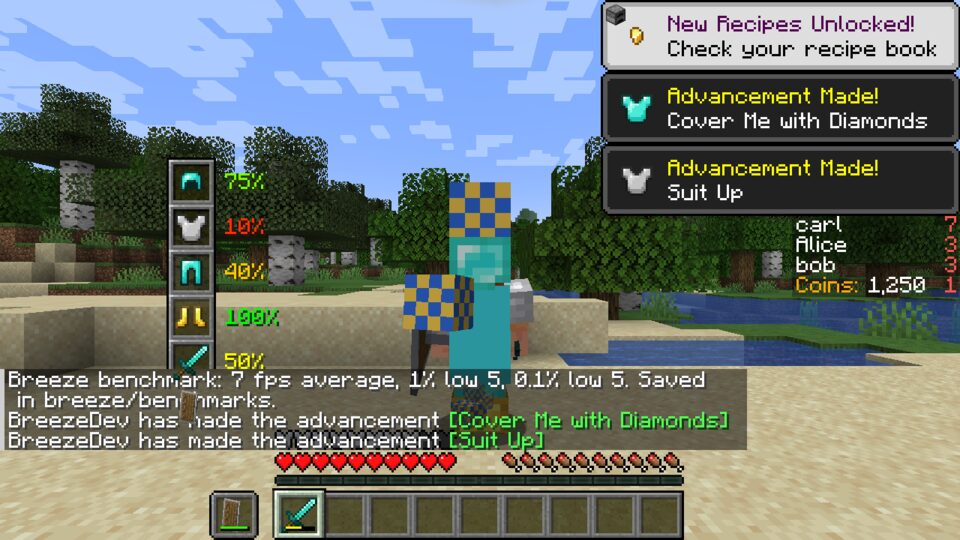 New Recipes Unlocked!
Check your recipe book
Advancement Made!
Cover Me with Diamonds
Advancement Made!
Suit Up
75%
10%
40%
100%
50%
carl 7
Alice 3
bob 3
Coins: 1,250 1
Breeze benchmark: 7 fps average, 1% low 5, 0.1% low 5. Saved
in breeze/benchmarks.
BreezeDev has made the advancement [Cover Me with Diamonds]
BreezeDev has made the advancement [Suit Up]